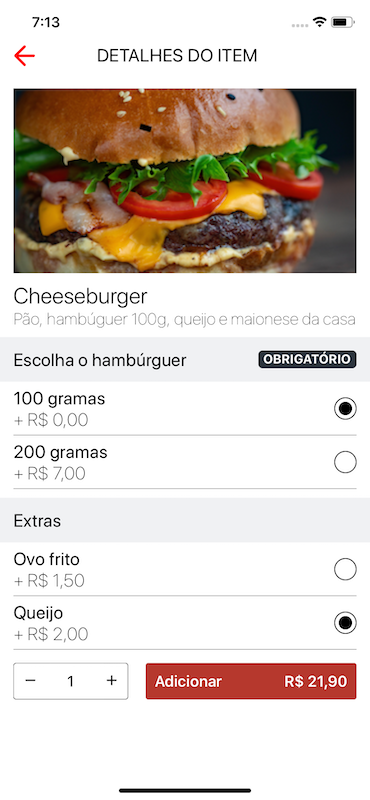 7:13
DETALHES DO ITEM
Cheeseburger
Pão, hambúguer 100g, queijo e maionese da casa
Escolha o hambúrguer OBRIGATÓRIO
100 gramas
+ R$ 0,00
200 gramas
+ R$ 7,00
Extras
Ovo frito
+ R$ 1,50
Queijo
+ R$ 2,00
− 1 + Adicionar R$ 21,90